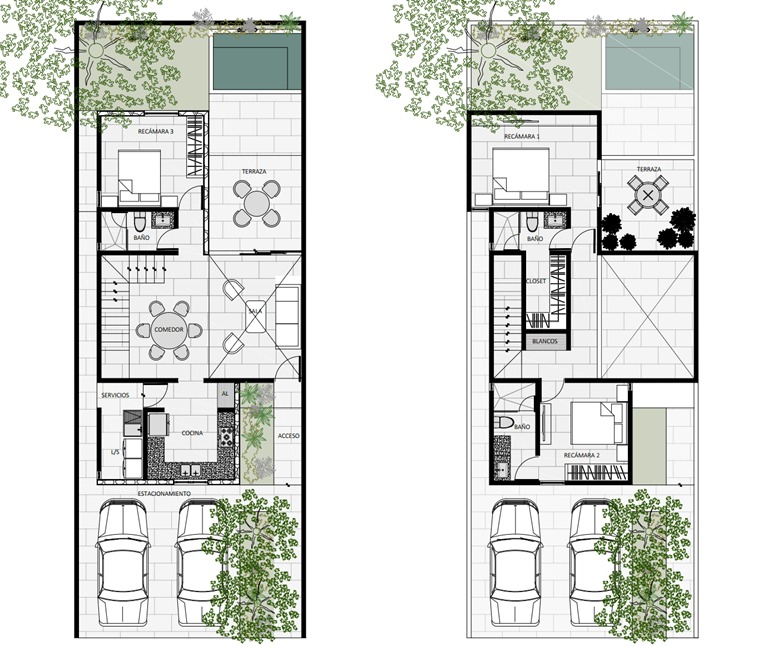 RECÁMARA 3
TERRAZA
BAÑO
SALA
COMEDOR
SERVICIOS
AL
COCINA
L/S
ACCESO
ESTACIONAMIENTO
RECÁMARA 1
TERRAZA
BAÑO
CLOSET
BLANCOS
BAÑO
RECÁMARA 2